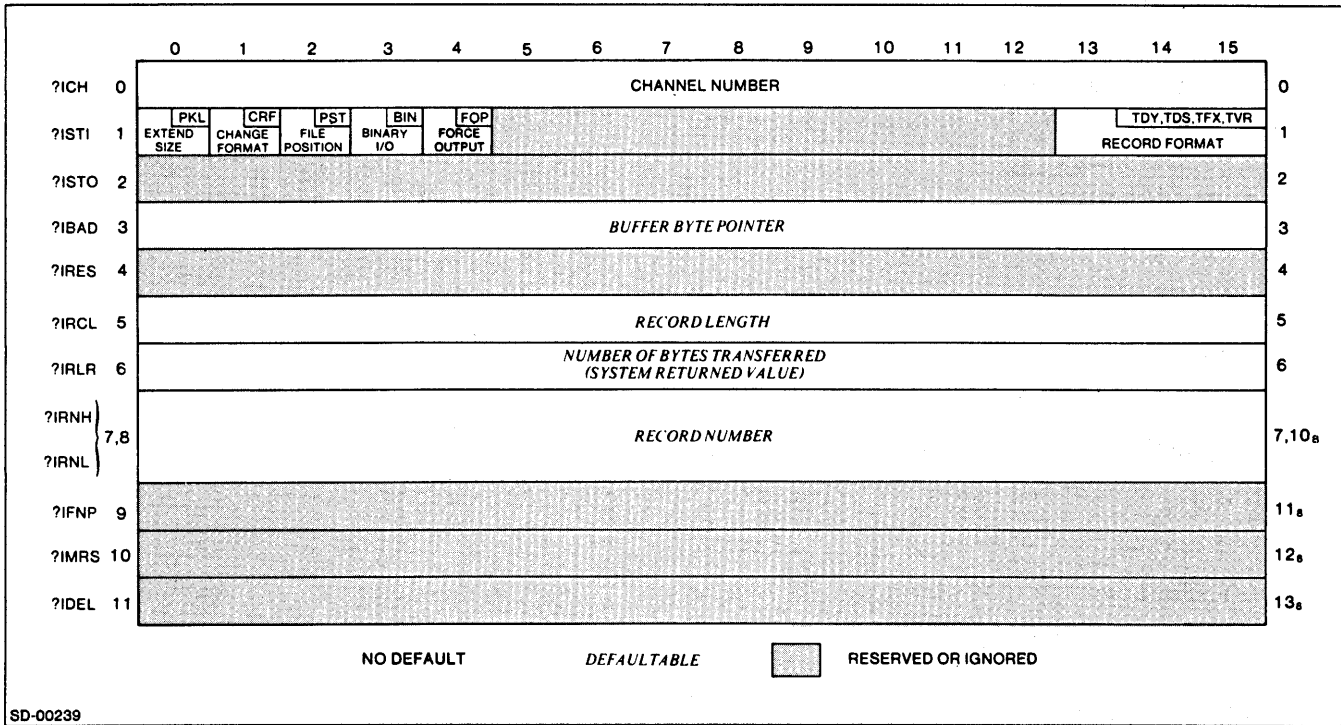 0 1 2 3 4 5 6 7 8 9 10 11 12 13 14 15
?ICH 0 CHANNEL NUMBER 0
PKL CRF PST BIN FOP TDY,TDS,TFX,TVR
?ISTI 1 EXTEND SIZE CHANGE FORMAT FILE POSITION BINARY I/O FORCE OUTPUT RECORD FORMAT 1
?ISTO 2 2
?IBAD 3 BUFFER BYTE POINTER 3
?IRES 4 4
?IRCL 5 RECORD LENGTH 5
?IRLR 6 NUMBER OF BYTES TRANSFERRED 6
(SYSTEM RETURNED VALUE)
?IRNH
7,8 RECORD NUMBER 7,10₈
?IRNL
?IFNP 9 11₈
?IMRS 10 12₈
?IDEL 11 13₈
NO DEFAULT DEFAULTABLE RESERVED OR IGNORED
SD-00239